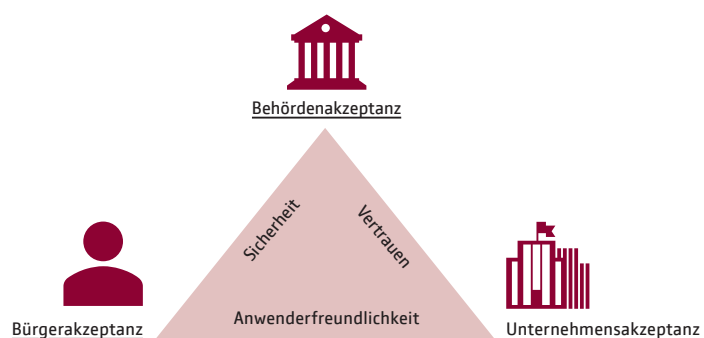 Behördenakzeptanz
Sicherheit
Vertrauen
Anwenderfreundlichkeit
Bürgerakzeptanz
Unternehmensakzeptanz